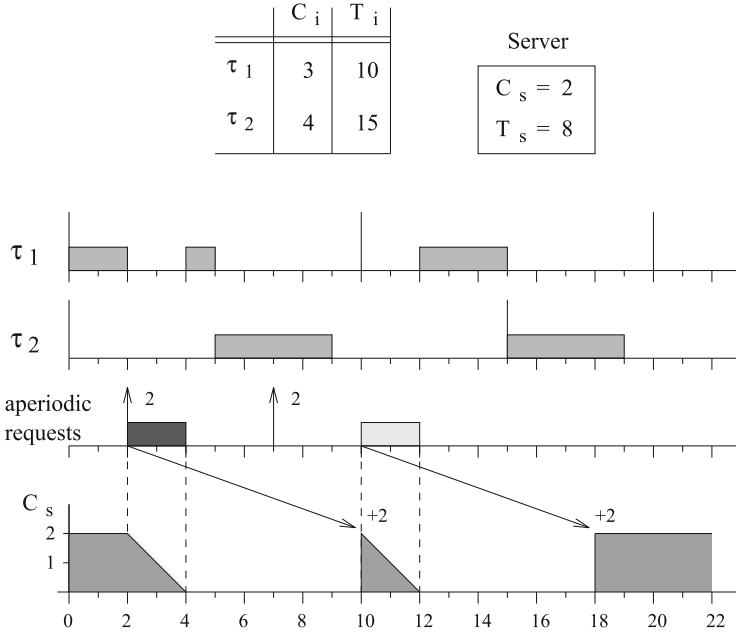 C i T i
τ 1 3 10
τ 2 4 15
Server
C s = 2
T s = 8
τ 1
τ 2
aperiodic
requests
2 2
C s
+2 +2
2
1
0 2 4 6 8 10 12 14 16 18 20 22